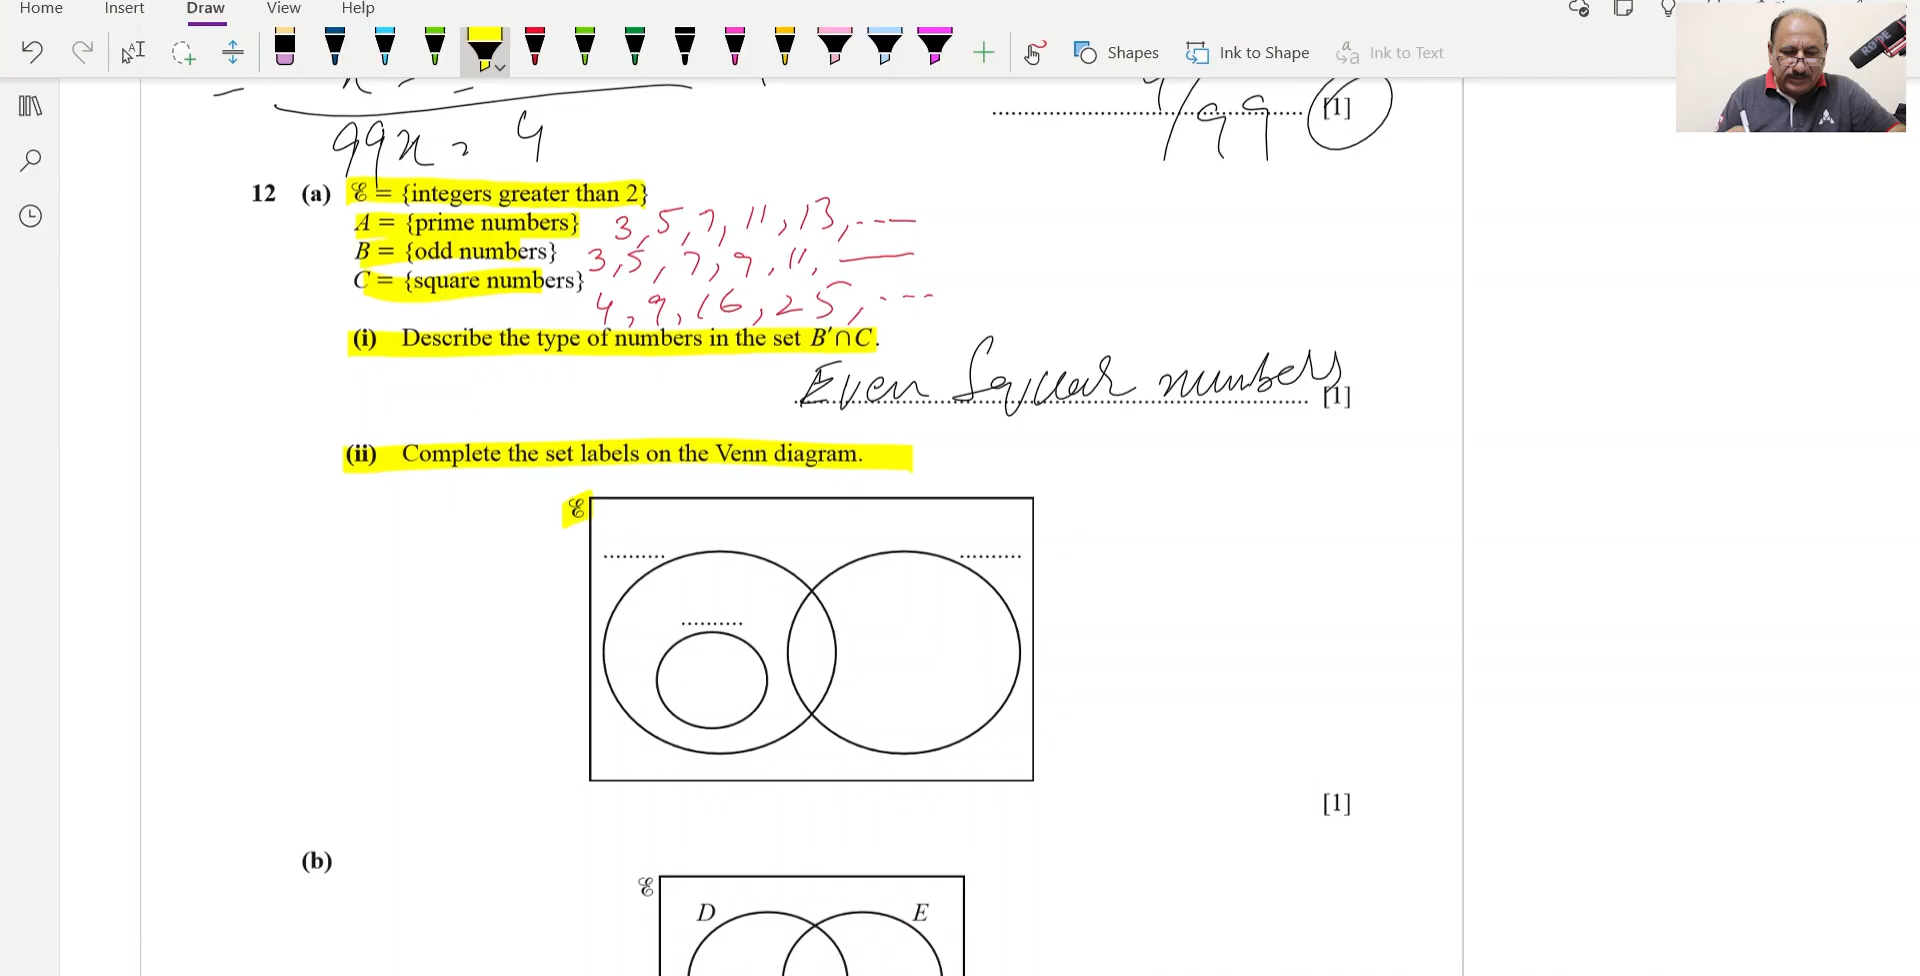 Home Insert Draw View Help
Shapes Ink to Shape Ink to Text
RØDE
99x = 4
4/99 [1]
12 (a) ℰ = {integers greater than 2}
A = {prime numbers} 3, 5, 7, 11, 13, ---
B = {odd numbers} 3, 5, 7, 9, 11,
C = {square numbers} 4, 9, 16, 25, ---
(i) Describe the type of numbers in the set B′∩C.
Even Square numbers [1]
(ii) Complete the set labels on the Venn diagram.
ℰ
[1]
(b)
ℰ
D E